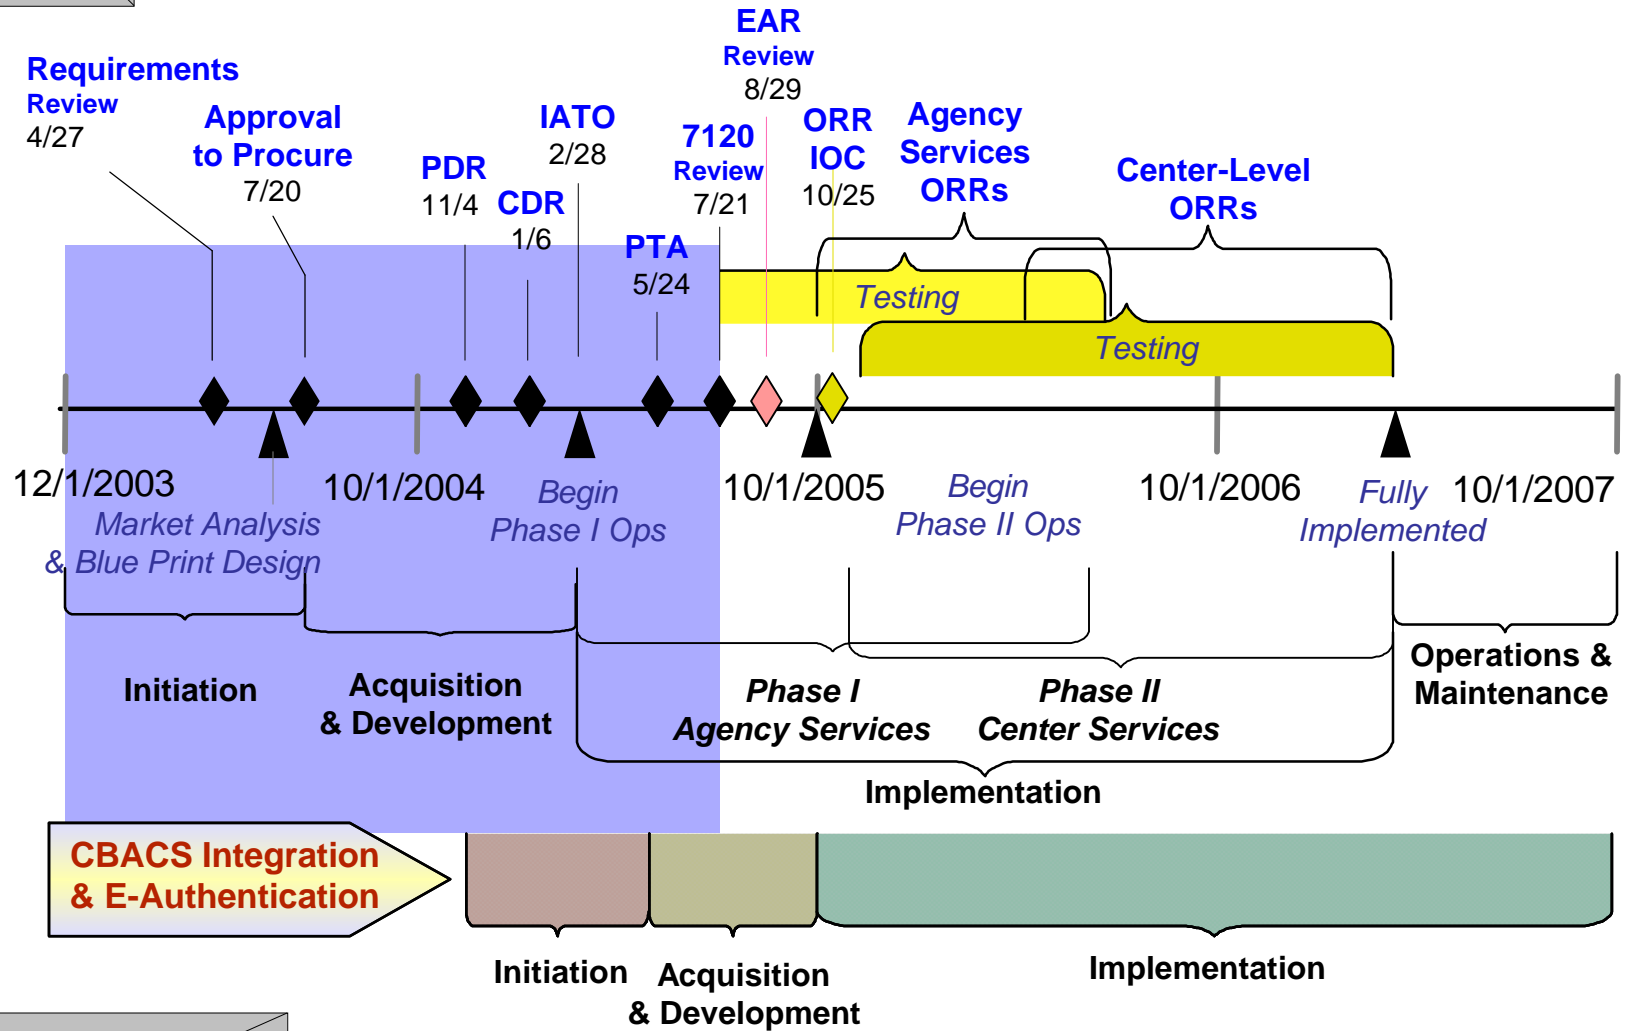 EAR
Review
8/29
Requirements
Review
4/27
Approval
to Procure
7/20
PDR
11/4
CDR
1/6
IATO
2/28
PTA
5/24
7120
Review
7/21
ORR
IOC
10/25
Agency
Services
ORRs
Center-Level
ORRs
Testing
Testing
12/1/2003
10/1/2004
10/1/2005
10/1/2006
10/1/2007
Market Analysis
& Blue Print Design
Begin
Phase I Ops
Begin
Phase II Ops
Fully
Implemented
Initiation
Acquisition
& Development
Phase I
Agency Services
Phase II
Center Services
Operations &
Maintenance
Implementation
CBACS Integration
& E-Authentication
Initiation
Acquisition
& Development
Implementation